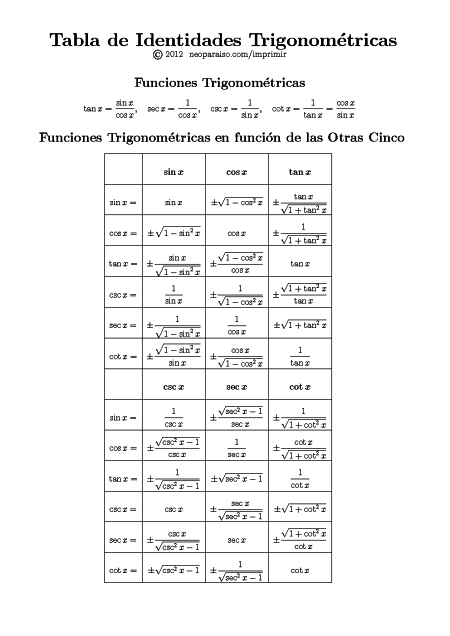 Tabla de Identidades Trigonométricas
© 2012 neoparaiso.com/imprimir
Funciones Trigonométricas
tan x = sin x / cos x, sec x = 1 / cos x, csc x = 1 / sin x, cot x = 1 / tan x = cos x / sin x
Funciones Trigonométricas en función de las Otras Cinco
sin x cos x tan x
sin x = sin x ±√(1 − cos² x) ± tan x / √(1 + tan² x)
cos x = ±√(1 − sin² x) cos x ± 1 / √(1 + tan² x)
tan x = ± sin x / √(1 − sin² x) ± √(1 − cos² x) / cos x tan x
csc x = 1 / sin x ± 1 / √(1 − cos² x) ± √(1 + tan² x) / tan x
sec x = ± 1 / √(1 − sin² x) 1 / cos x ±√(1 + tan² x)
cot x = ± √(1 − sin² x) / sin x ± cos x / √(1 − cos² x) 1 / tan x
csc x sec x cot x
sin x = 1 / csc x ± √(sec² x − 1) / sec x ± 1 / √(1 + cot² x)
cos x = ± √(csc² x − 1) / csc x 1 / sec x ± cot x / √(1 + cot² x)
tan x = ± 1 / √(csc² x − 1) ±√(sec² x − 1) 1 / cot x
csc x = csc x ± sec x / √(sec² x − 1) ±√(1 + cot² x)
sec x = ± csc x / √(csc² x − 1) sec x ± √(1 + cot² x) / cot x
cot x = ±√(csc² x − 1) ± 1 / √(sec² x − 1) cot x